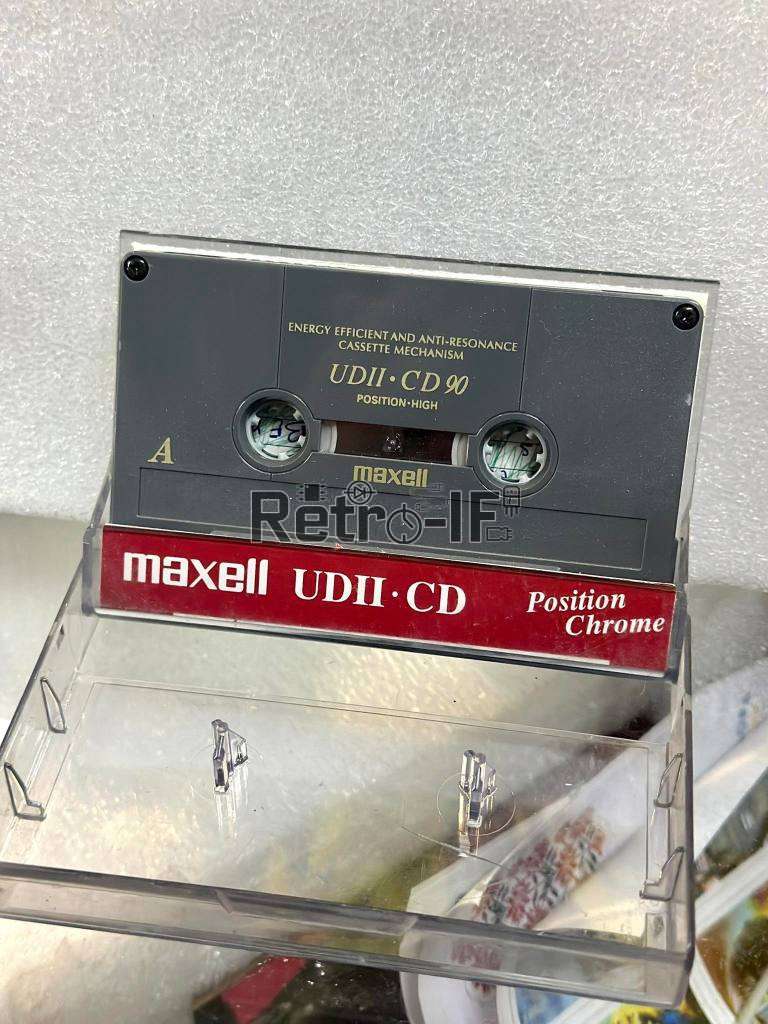 ENERGY EFFICIENT AND ANTI-RESONANCE
CASSETTE MECHANISM
UDII·CD 90
POSITION·HIGH
A
maxell
Retro-IF
maxell UDII·CD
Position
Chrome